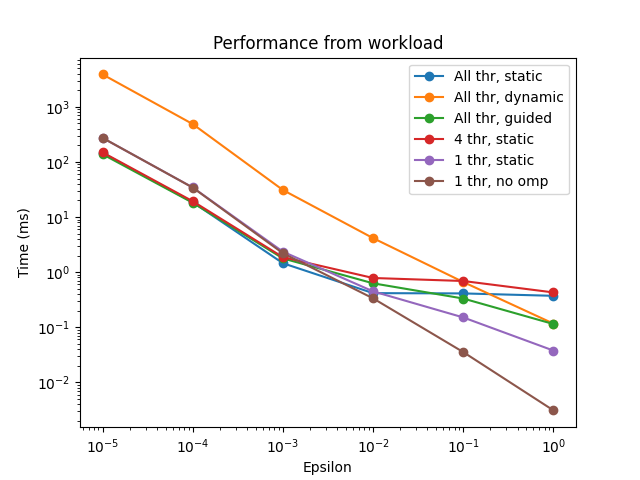 Performance from workload
All thr, static
All thr, dynamic
All thr, guided
4 thr, static
1 thr, static
1 thr, no omp
Time (ms)
10³
10²
10¹
10⁰
10⁻¹
10⁻²
10⁻⁵ 10⁻⁴ 10⁻³ 10⁻² 10⁻¹ 10⁰
Epsilon